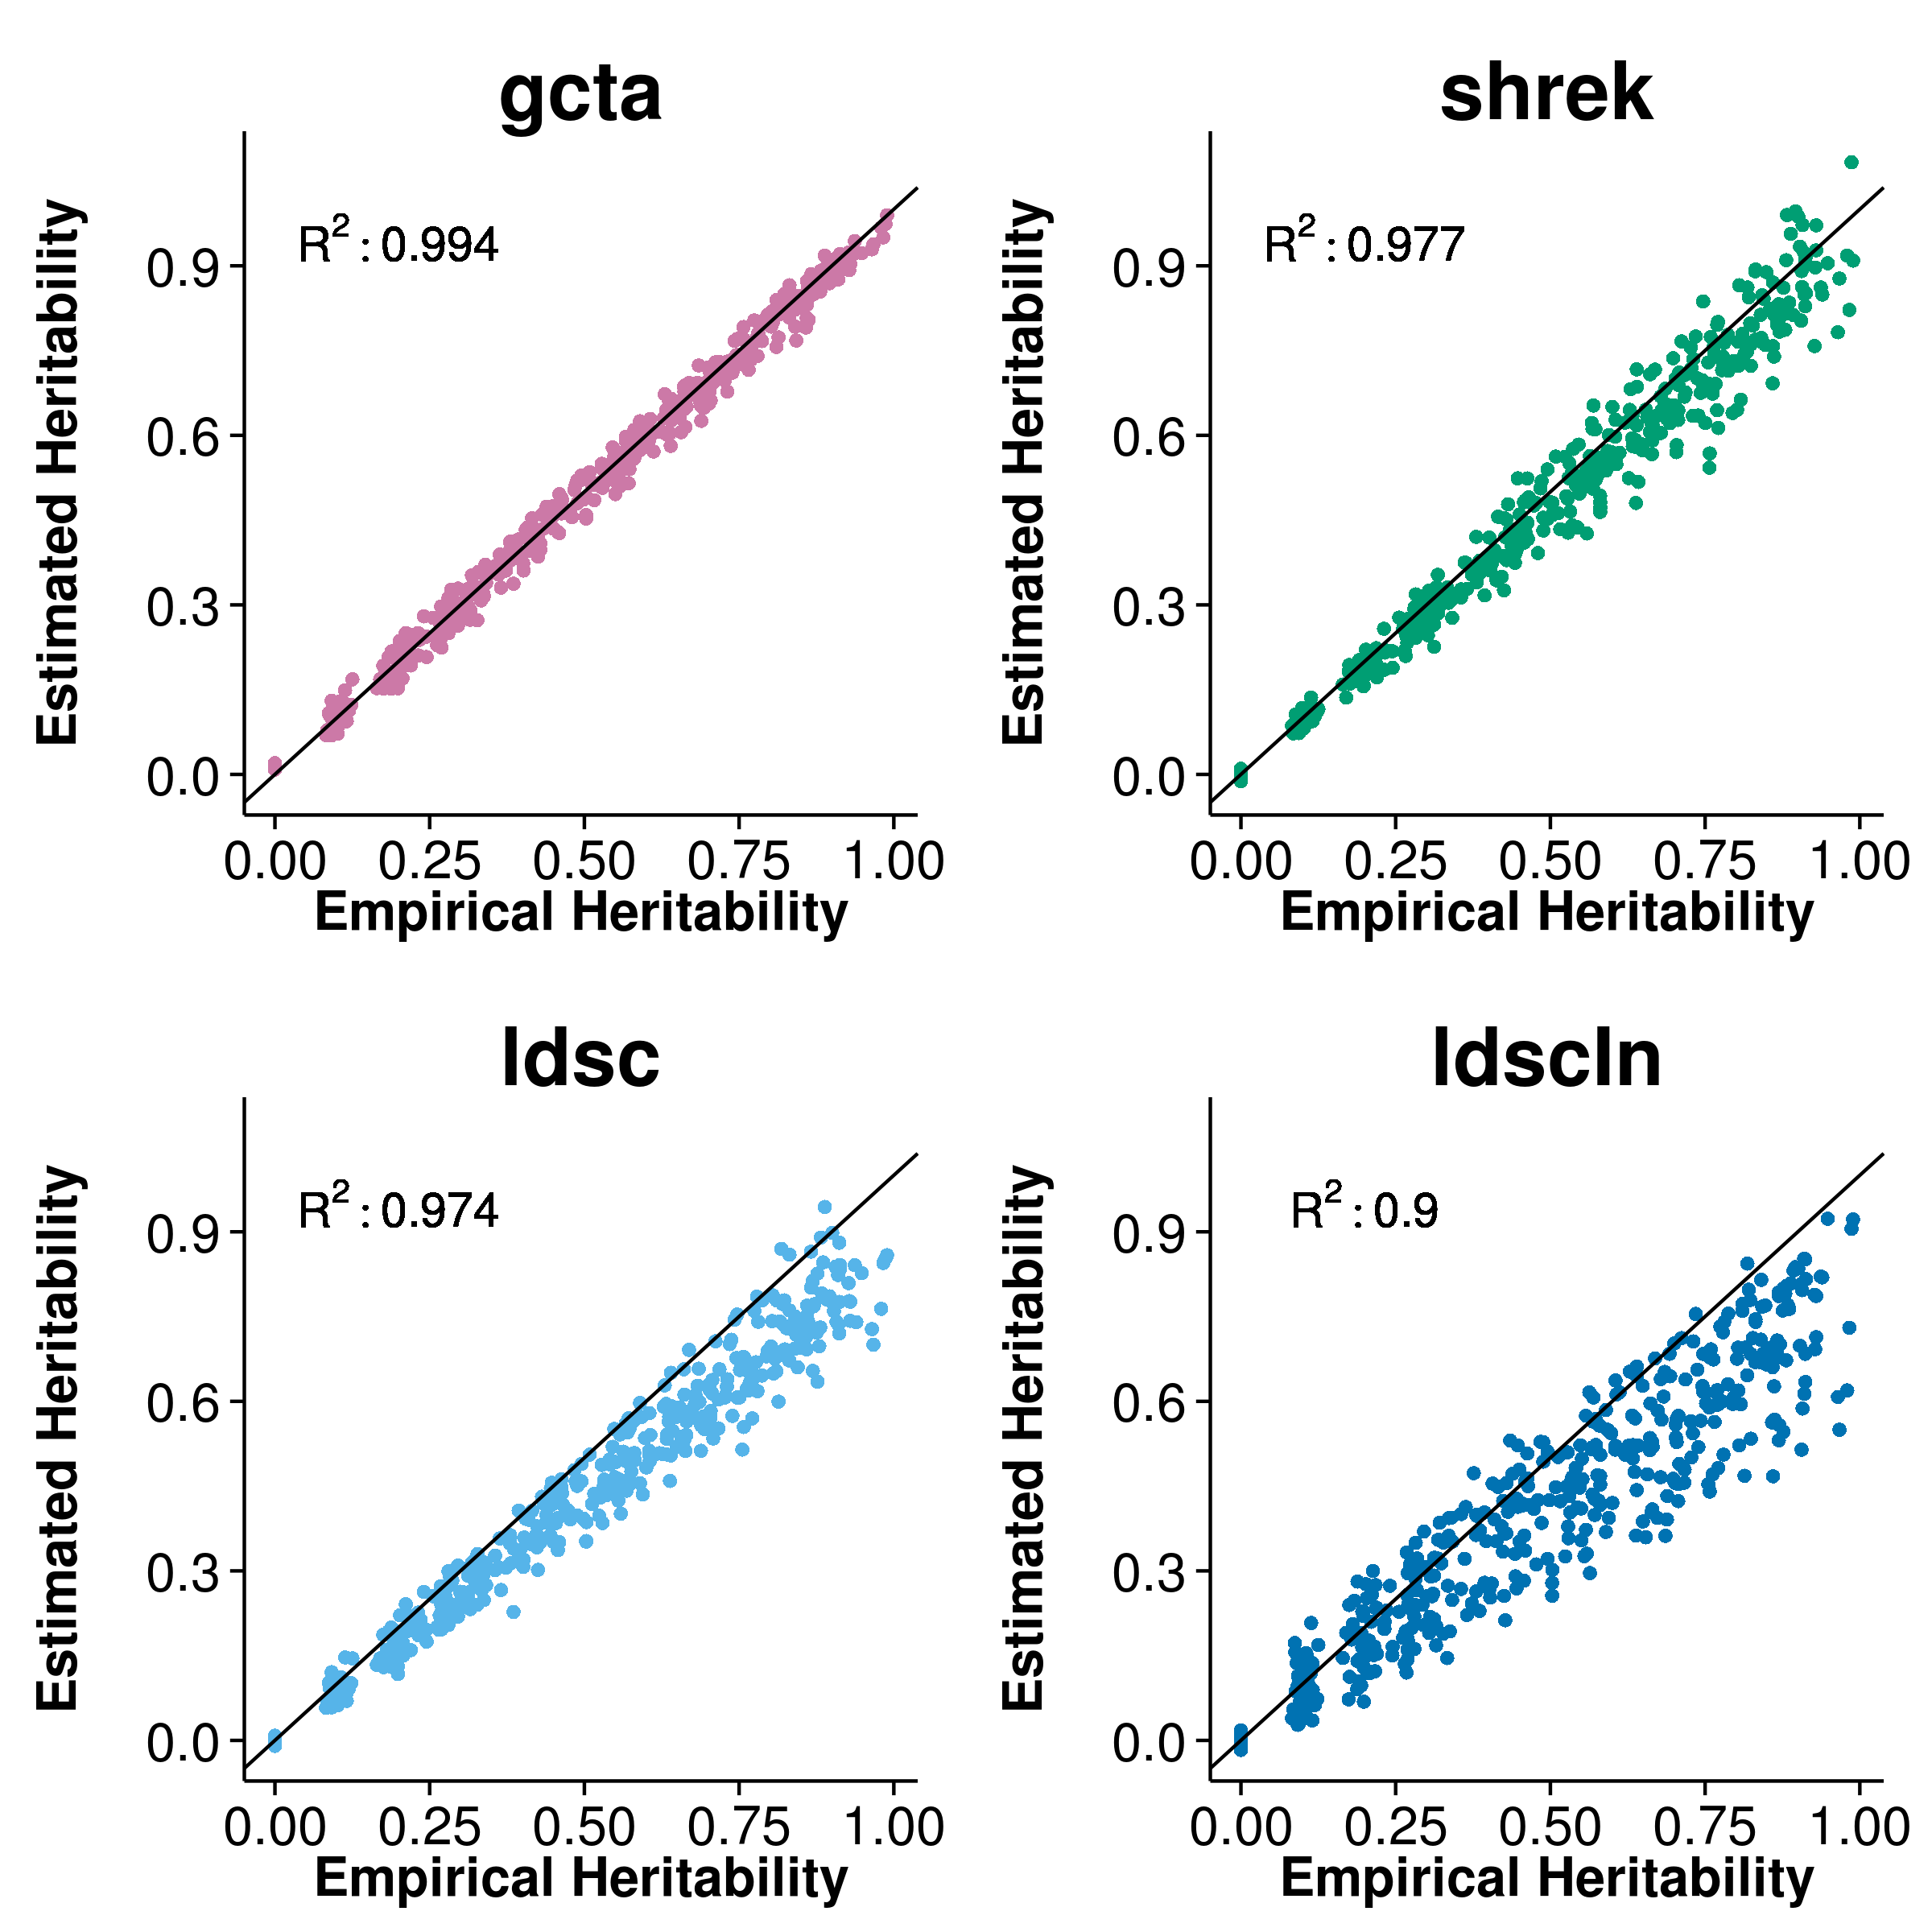 gcta
R²:0.994
Estimated Heritability
0.9
0.6
0.3
0.0
0.00 0.25 0.50 0.75 1.00
Empirical Heritability
shrek
R²:0.977
Estimated Heritability
0.9
0.6
0.3
0.0
0.00 0.25 0.50 0.75 1.00
Empirical Heritability
ldsc
R²:0.974
Estimated Heritability
0.9
0.6
0.3
0.0
0.00 0.25 0.50 0.75 1.00
Empirical Heritability
ldscIn
R²:0.9
Estimated Heritability
0.9
0.6
0.3
0.0
0.00 0.25 0.50 0.75 1.00
Empirical Heritability